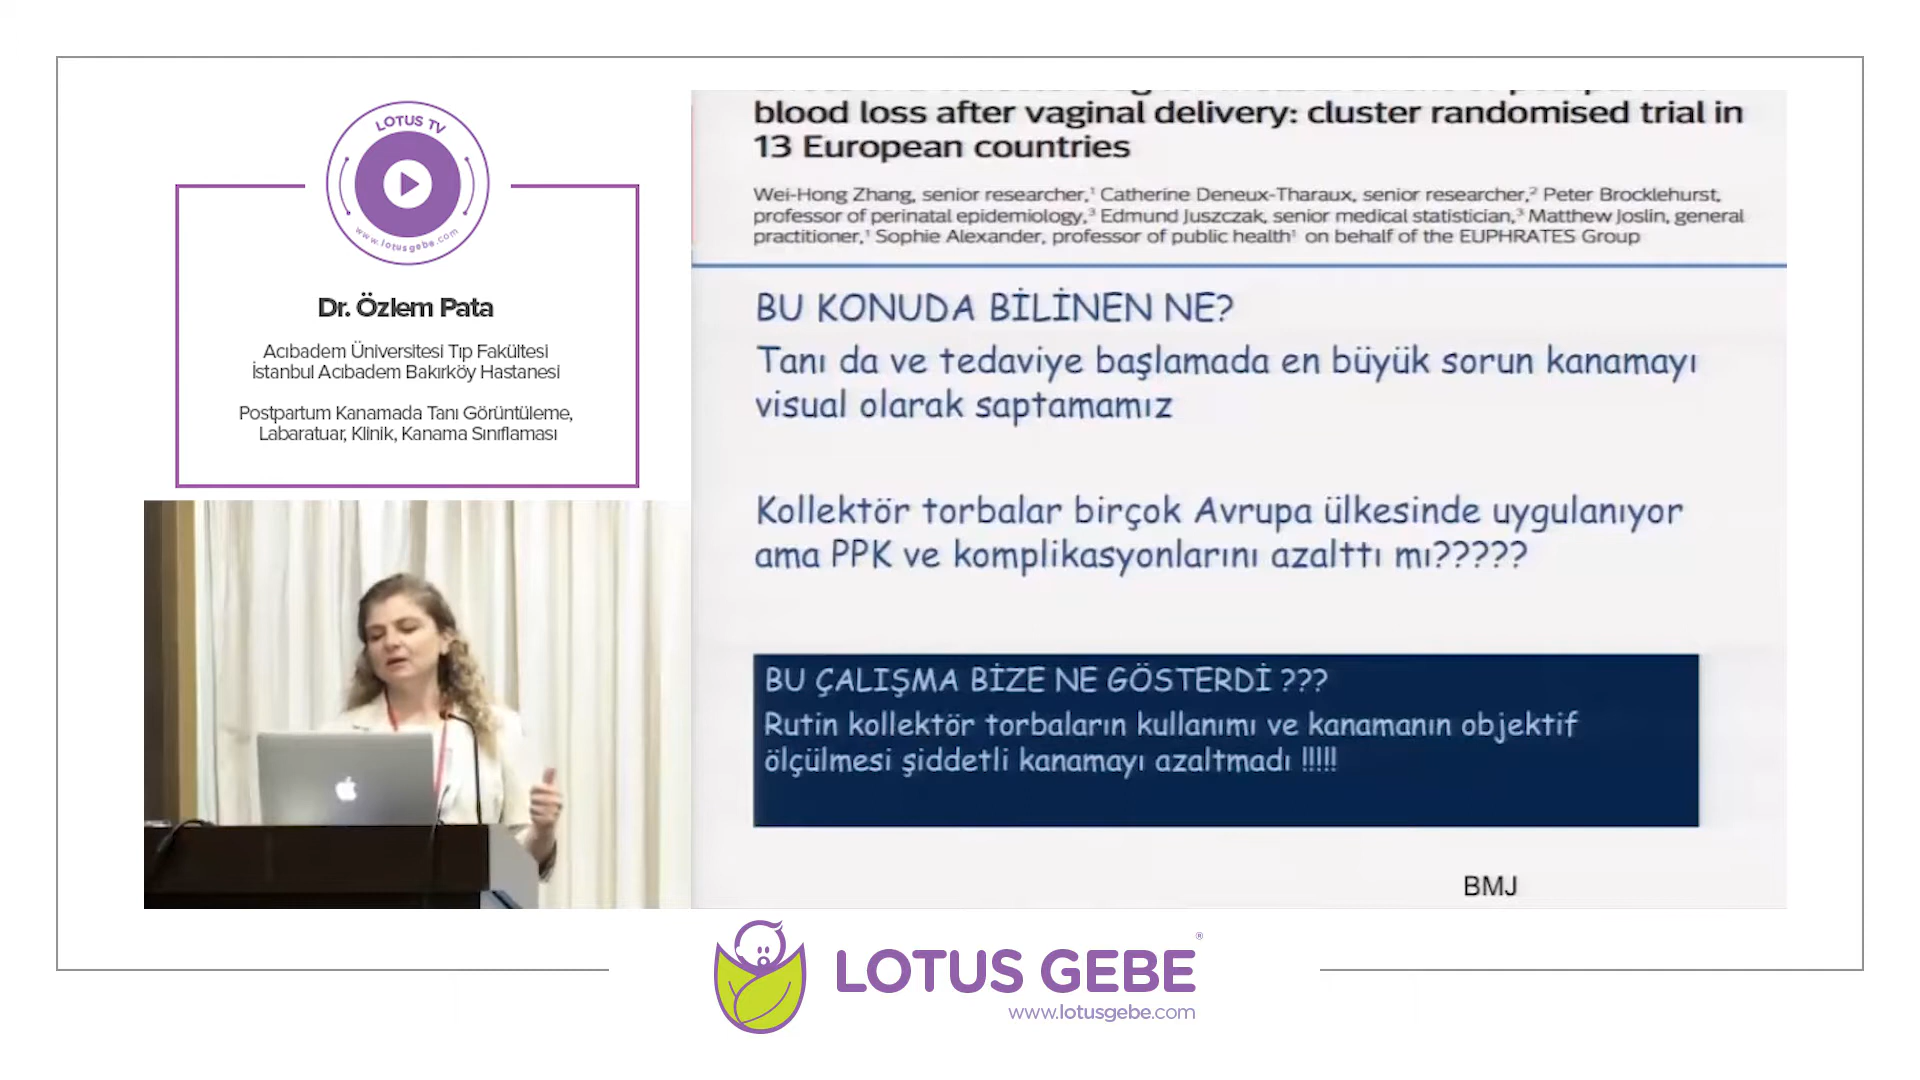 LOTUS TV
www.lotusgebe.com
Dr. Özlem Pata
Acıbadem Üniversitesi Tıp Fakültesi
İstanbul Acıbadem Bakırköy Hastanesi
Postpartum Kanamada Tanı Görüntüleme,
Labaratuar, Klinik, Kanama Sınıflaması
blood loss after vaginal delivery: cluster randomised trial in
13 European countries
Wei-Hong Zhang, senior researcher,¹ Catherine Deneux-Tharaux, senior researcher,² Peter Brocklehurst,
professor of perinatal epidemiology,³ Edmund Juszczak, senior medical statistician,³ Matthew Joslin, general
practitioner,¹ Sophie Alexander, professor of public health¹ on behalf of the EUPHRATES Group
BU KONUDA BİLİNEN NE?
Tanı da ve tedaviye başlamada en büyük sorun kanamayı
visual olarak saptamamız
Kollektör torbalar birçok Avrupa ülkesinde uygulanıyor
ama PPK ve komplikasyonlarını azalttı mı?????
BU ÇALIŞMA BİZE NE GÖSTERDİ ???
Rutin kollektör torbaların kullanımı ve kanamanın objektif
ölçülmesi şiddetli kanamayı azaltmadı !!!!!
BMJ
LOTUS GEBE®
www.lotusgebe.com